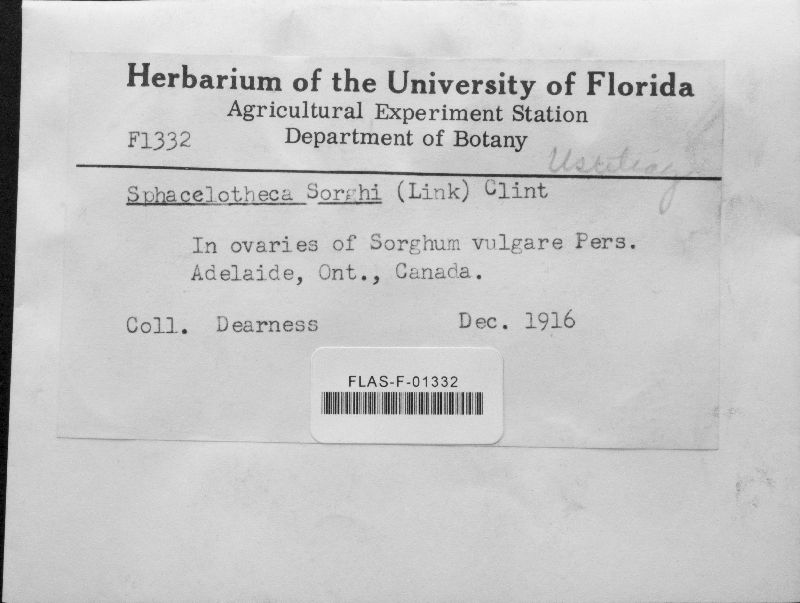 Herbarium of the University of Florida
Agricultural Experiment Station
F1332 Department of Botany
Sphacelotheca Sorghi (Link) Clint
In ovaries of Sorghum vulgare Pers.
Adelaide, Ont., Canada.
Coll. Dearness Dec. 1916
FLAS-F-01332